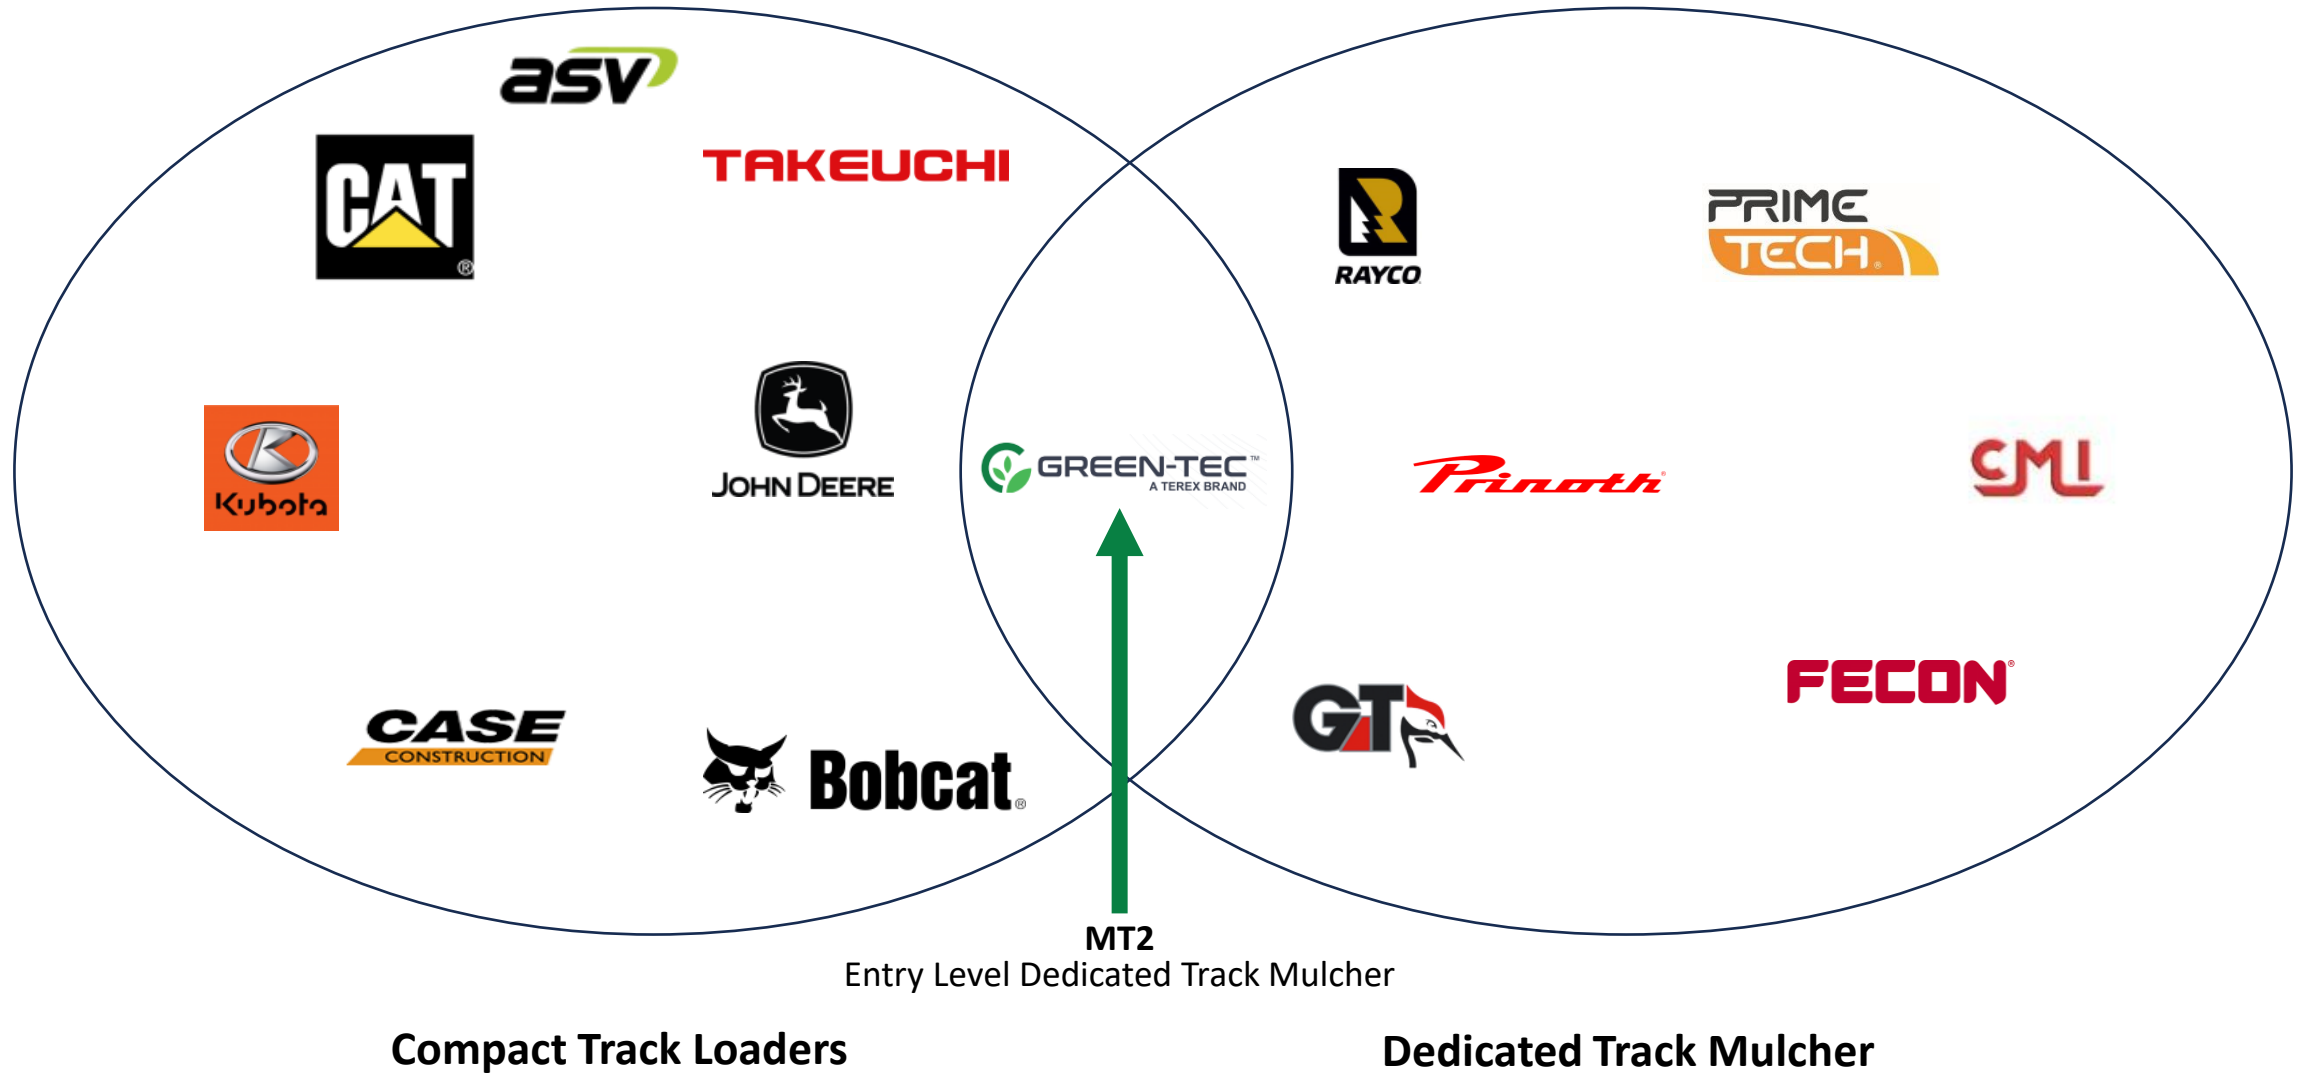 asv
CAT
®
TAKEUCHI
RAYCO
PRIME
TECH®
Kubota
JOHN DEERE
GREEN-TEC™
A TEREX BRAND
Prinoth®
CMI
CASE
CONSTRUCTION
Bobcat®
GT
FECON®
MT2
Entry Level Dedicated Track Mulcher
Compact Track Loaders
Dedicated Track Mulcher